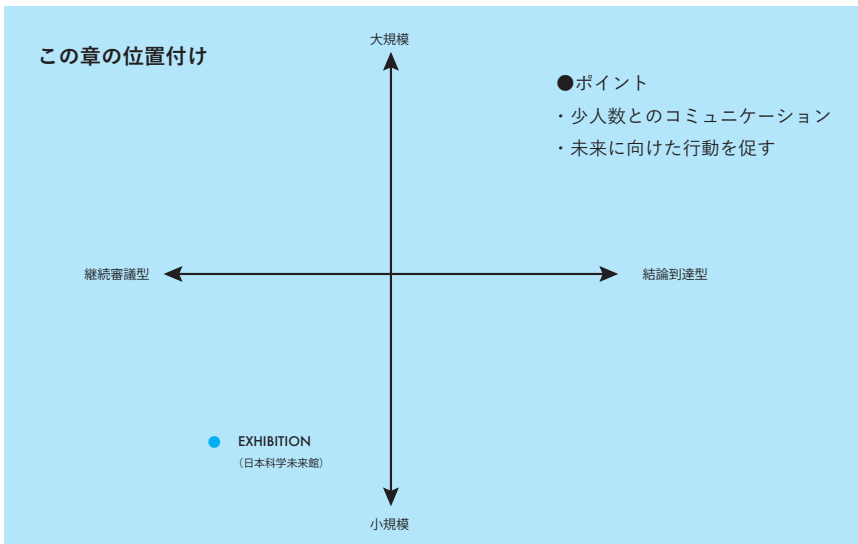 この章の位置付け
大規模
●ポイント
・少人数とのコミュニケーション
・未来に向けた行動を促す
継続審議型
結論到達型
EXHIBITION
（日本科学未来館）
小規模